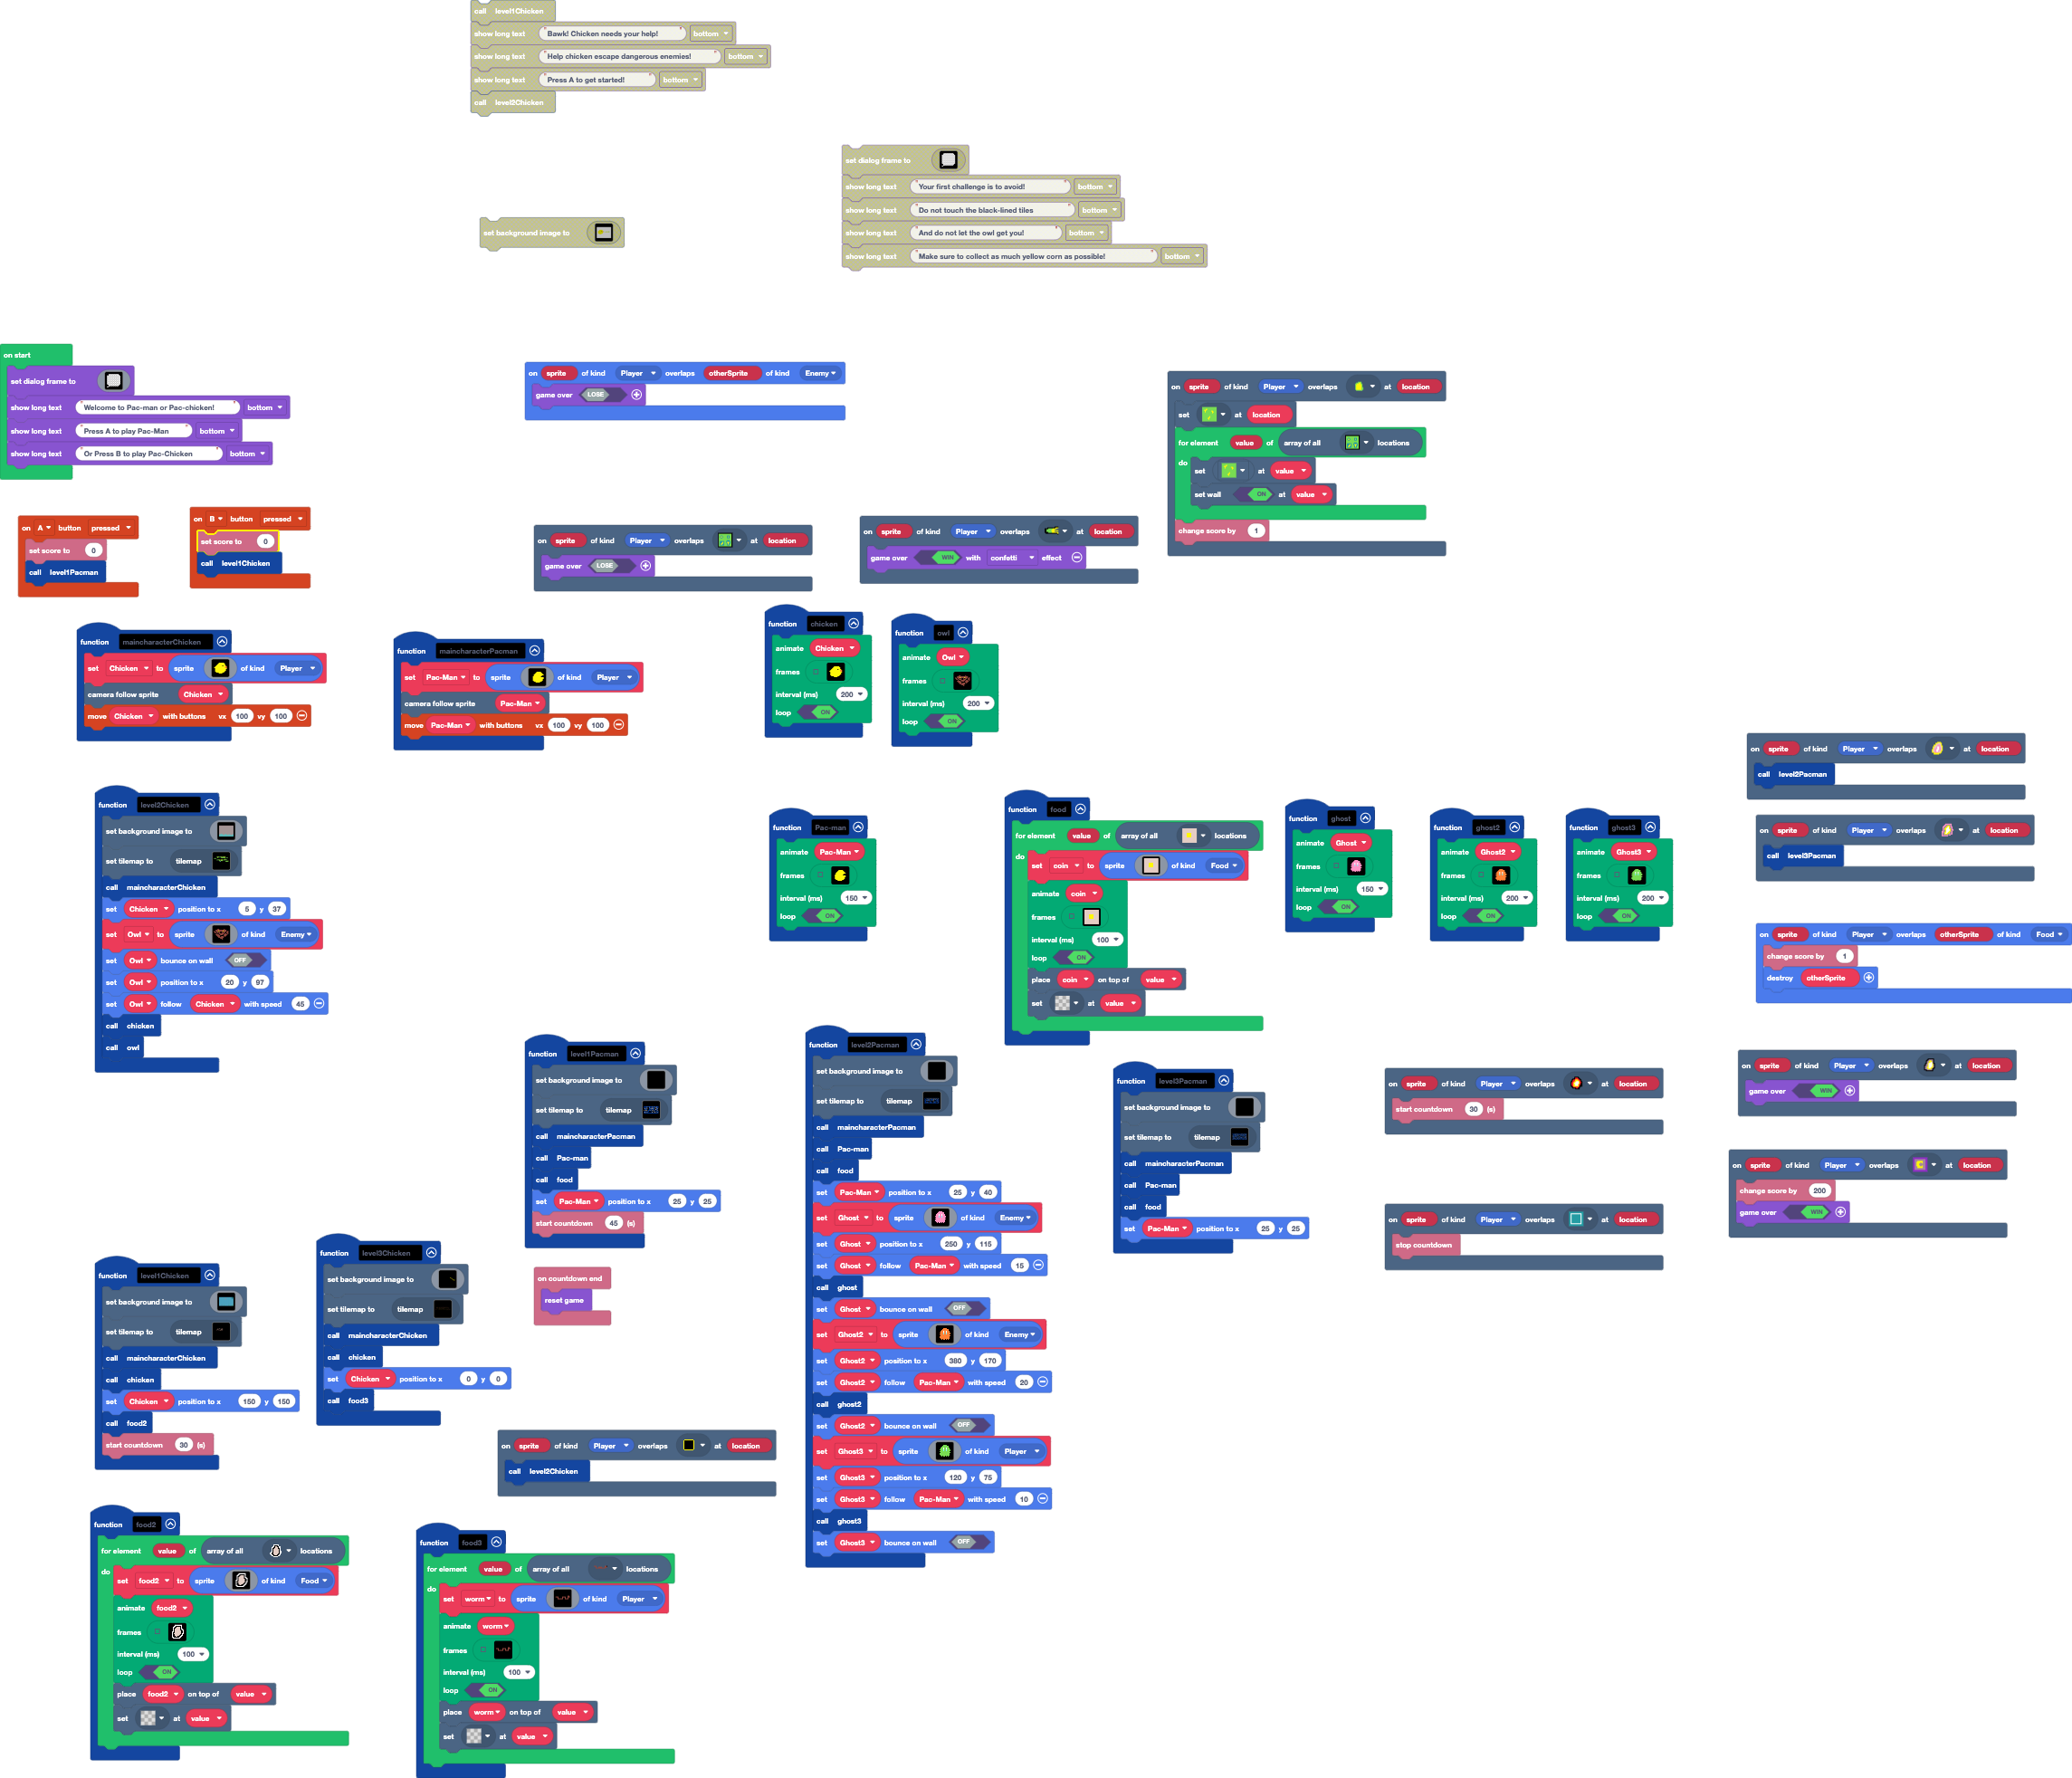 call level1Chicken
show long text " Bawk! Chicken needs your help! " bottom
show long text " Help chicken escape dangerous enemies! " bottom
show long text " Press A to get started! " bottom
call level2Chicken
set dialog frame to
show long text " Your first challenge is to avoid! " bottom
show long text " Do not touch the black-lined tiles " bottom
show long text " And do not let the owl get you! " bottom
show long text " Make sure to collect as much yellow corn as possible! " bottom
set background image to
on start
set dialog frame to
show long text " Welcome to Pac-man or Pac-chicken! " bottom
show long text " Press A to play Pac-Man " bottom
show long text " Or Press B to play Pac-Chicken " bottom
on sprite of kind Player overlaps otherSprite of kind Enemy
game over LOSE
on sprite of kind Player overlaps at location
set at location
for element value of array of all locations
do
set at value
set wall ON at value
change score by 1
on A button pressed
set score to 0
call level1Pacman
on B button pressed
set score to 0
call level1Chicken
on sprite of kind Player overlaps at location
game over LOSE
on sprite of kind Player overlaps at location
game over WIN with confetti effect
function maincharacterChicken
set Chicken to sprite of kind Player
camera follow sprite Chicken
move Chicken with buttons vx 100 vy 100
function maincharacterPacman
set Pac-Man to sprite of kind Player
camera follow sprite Pac-Man
move Pac-Man with buttons vx 100 vy 100
function chicken
animate Chicken
frames
interval (ms) 200
loop ON
function owl
animate Owl
frames
interval (ms) 200
loop ON
on sprite of kind Player overlaps at location
call level2Pacman
on sprite of kind Player overlaps at location
call level3Pacman
function level2Chicken
set background image to
set tilemap to tilemap
call maincharacterChicken
set Chicken position to x 5 y 37
set Owl to sprite of kind Enemy
set Owl bounce on wall OFF
set Owl position to x 20 y 97
set Owl follow Chicken with speed 45
call chicken
call owl
function Pac-man
animate Pac-Man
frames
interval (ms) 150
loop ON
function food
for element value of array of all locations
do
set coin to sprite of kind Food
animate coin
frames
interval (ms) 100
loop ON
place coin on top of value
set at value
function ghost
animate Ghost
frames
interval (ms) 150
loop ON
function ghost2
animate Ghost2
frames
interval (ms) 200
loop ON
function ghost3
animate Ghost3
frames
interval (ms) 200
loop ON
on sprite of kind Player overlaps otherSprite of kind Food
change score by 1
destroy otherSprite
function level1Pacman
set background image to
set tilemap to tilemap
call maincharacterPacman
call Pac-man
call food
set Pac-Man position to x 25 y 25
start countdown 45 (s)
function level2Pacman
set background image to
set tilemap to tilemap
call maincharacterPacman
call Pac-man
call food
set Pac-Man position to x 25 y 40
set Ghost to sprite of kind Enemy
set Ghost position to x 250 y 115
set Ghost follow Pac-Man with speed 15
call ghost
set Ghost bounce on wall OFF
set Ghost2 to sprite of kind Enemy
set Ghost2 position to x 380 y 170
set Ghost2 follow Pac-Man with speed 20
call ghost2
set Ghost2 bounce on wall OFF
set Ghost3 to sprite of kind Player
set Ghost3 position to x 120 y 75
set Ghost3 follow Pac-Man with speed 10
call ghost3
set Ghost3 bounce on wall OFF
function level3Pacman
set background image to
set tilemap to tilemap
call maincharacterPacman
call Pac-man
call food
set Pac-Man position to x 25 y 25
on sprite of kind Player overlaps at location
start countdown 30 (s)
on sprite of kind Player overlaps at location
game over WIN
on sprite of kind Player overlaps at location
change score by 200
game over WIN
on sprite of kind Player overlaps at location
stop countdown
function level1Chicken
set background image to
set tilemap to tilemap
call maincharacterChicken
call chicken
set Chicken position to x 150 y 150
call food2
start countdown 30 (s)
function level3Chicken
set background image to
set tilemap to tilemap
call maincharacterChicken
call chicken
set Chicken position to x 0 y 0
call food3
on countdown end
reset game
on sprite of kind Player overlaps at location
call level2Chicken
function food2
for element value of array of all locations
do
set food2 to sprite of kind Food
animate food2
frames
interval (ms) 100
loop ON
place food2 on top of value
set at value
function food3
for element value of array of all locations
do
set worm to sprite of kind Player
animate worm
frames
interval (ms) 100
loop ON
place worm on top of value
set at value